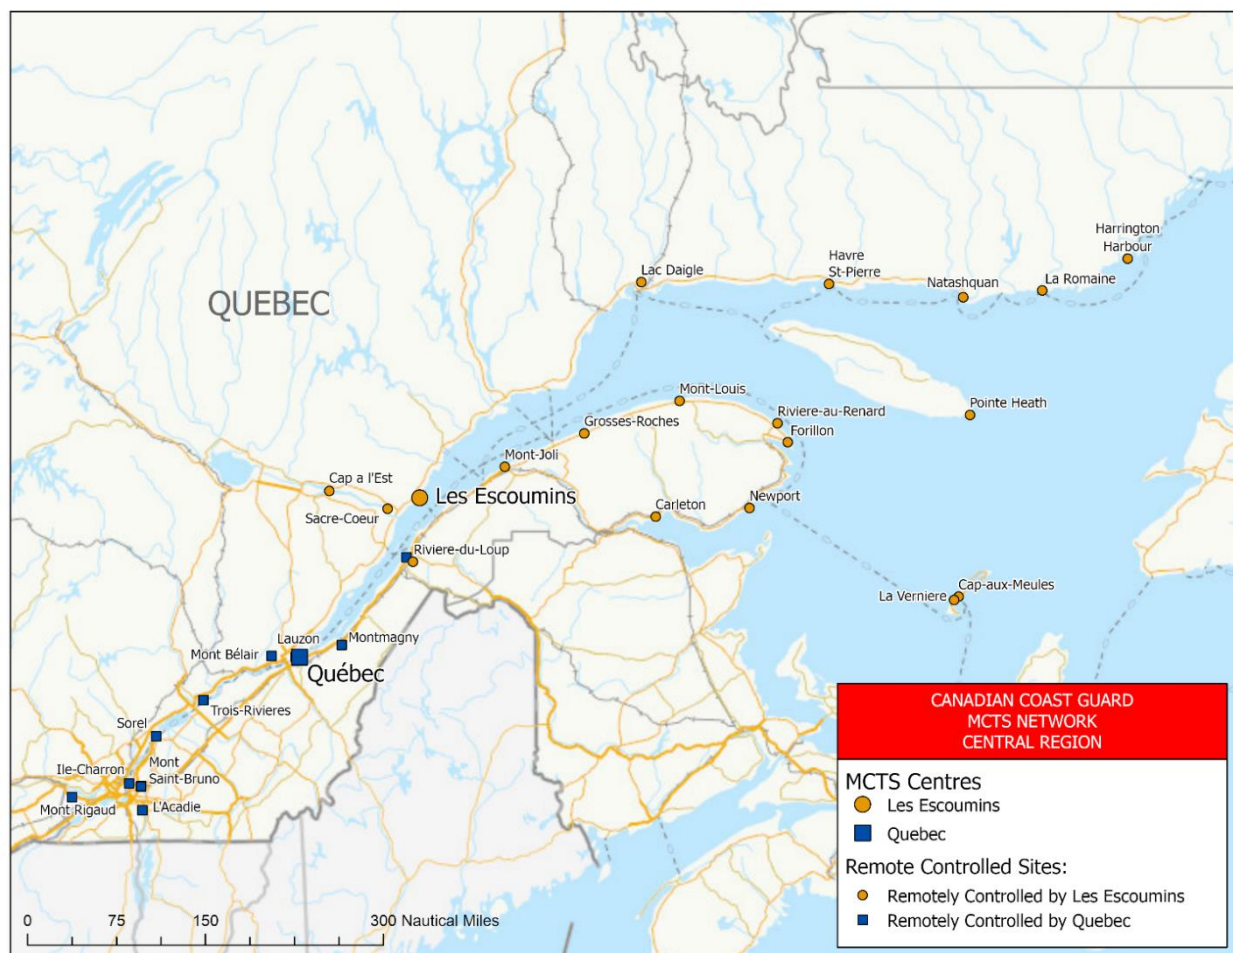 Harrington
Harbour
Lac Daigle
Havre
St-Pierre
Natashquan
La Romaine
QUEBEC
Mont-Louis
Pointe Heath
Riviere-au-Renard
Grosses-Roches
Forillon
Mont-Joli
Cap a l'Est
Les Escoumins
Newport
Carleton
Sacre-Coeur
Riviere-du-Loup
Cap-aux-Meules
La Verniere
Lauzon
Montmagny
Mont Bélair
Québec
Trois-Rivieres
Sorel
Ile-Charron
Mont
Saint-Bruno
Mont Rigaud
L'Acadie
CANADIAN COAST GUARD
MCTS NETWORK
CENTRAL REGION
MCTS Centres
Les Escoumins
Quebec
Remote Controlled Sites:
Remotely Controlled by Les Escoumins
Remotely Controlled by Quebec
0 75 150 300 Nautical Miles